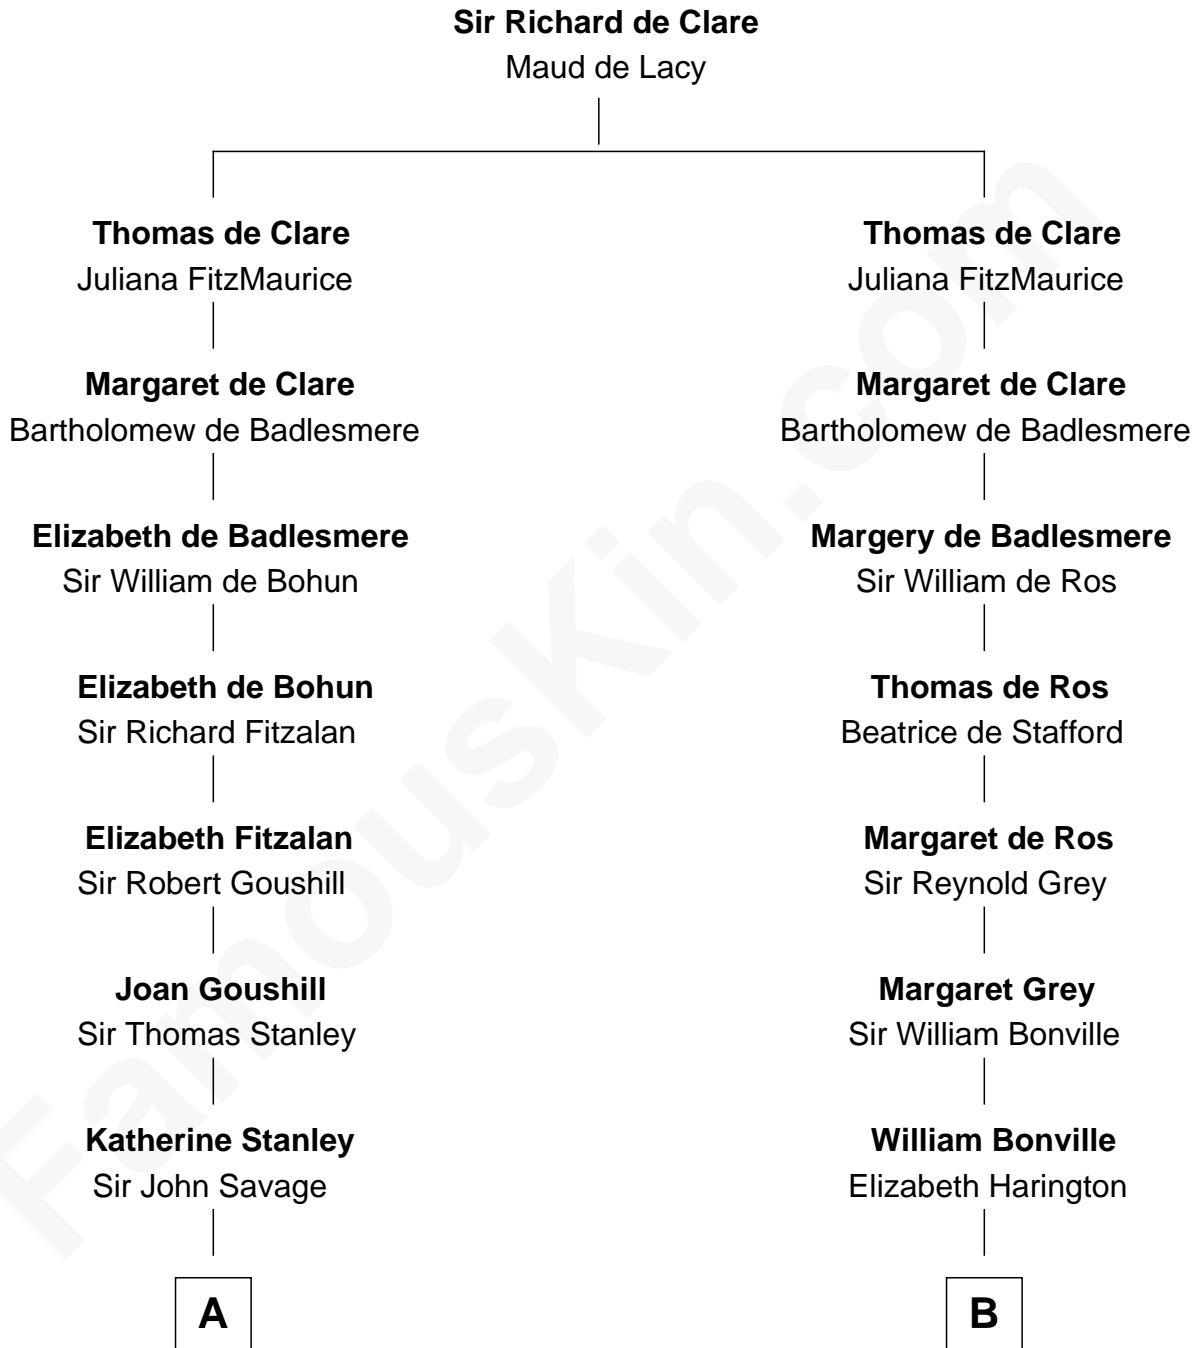 Sir Richard de Clare
Maud de Lacy
Thomas de Clare
Juliana FitzMaurice
Margaret de Clare
Bartholomew de Badlesmere
Elizabeth de Badlesmere
Sir William de Bohun
Elizabeth de Bohun
Sir Richard Fitzalan
Elizabeth Fitzalan
Sir Robert Goushill
Joan Goushill
Sir Thomas Stanley
Katherine Stanley
Sir John Savage
A
Thomas de Clare
Juliana FitzMaurice
Margaret de Clare
Bartholomew de Badlesmere
Margery de Badlesmere
Sir William de Ros
Thomas de Ros
Beatrice de Stafford
Margaret de Ros
Sir Reynold Grey
Margaret Grey
Sir William Bonville
William Bonville
Elizabeth Harington
B
FamousKin.com